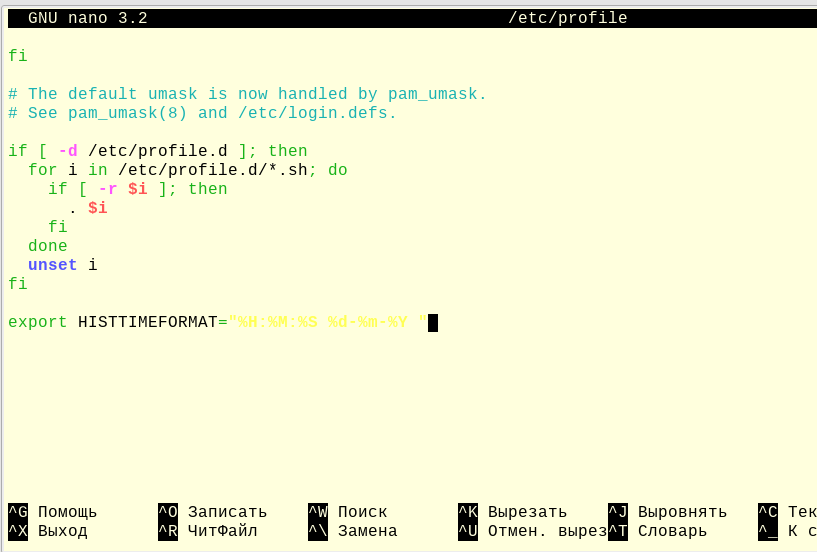 GNU nano 3.2 /etc/profile
fi
# The default umask is now handled by pam_umask.
# See pam_umask(8) and /etc/login.defs.
if [ -d /etc/profile.d ]; then
for i in /etc/profile.d/*.sh; do
if [ -r $i ]; then
. $i
fi
done
unset i
fi
export HISTTIMEFORMAT="%H:%M:%S %d-%m-%Y "
^G Помощь ^O Записать ^W Поиск ^K Вырезать ^J Выровнять ^C Тек
^X Выход ^R ЧитФайл ^\ Замена ^U Отмен. вырез ^T Словарь ^_ К с